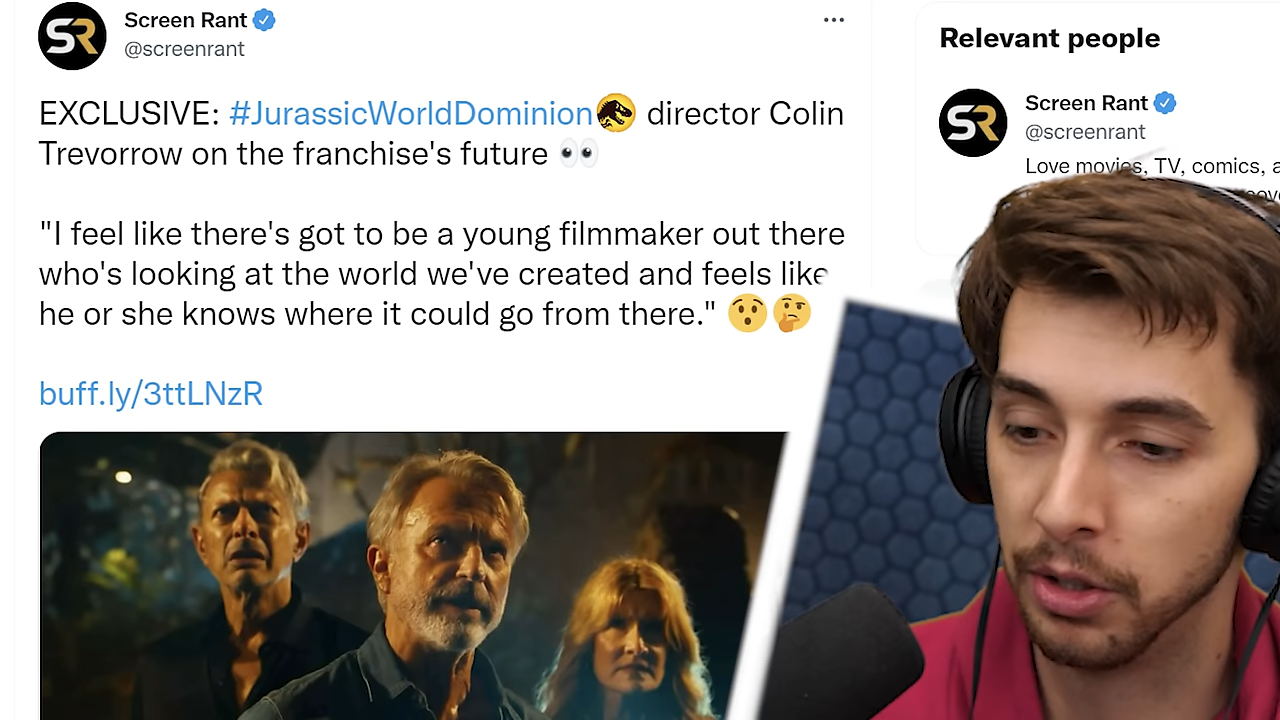 SR
Screen Rant
@screenrant
EXCLUSIVE: #JurassicWorldDominion director Colin
Trevorrow on the franchise's future 👀
"I feel like there's got to be a young filmmaker out there
who's looking at the world we've created and feels like
he or she knows where it could go from there." 😯🤔
buff.ly/3ttLNzR
Relevant people
SR
Screen Rant
@screenrant
Love movies, TV, comics,